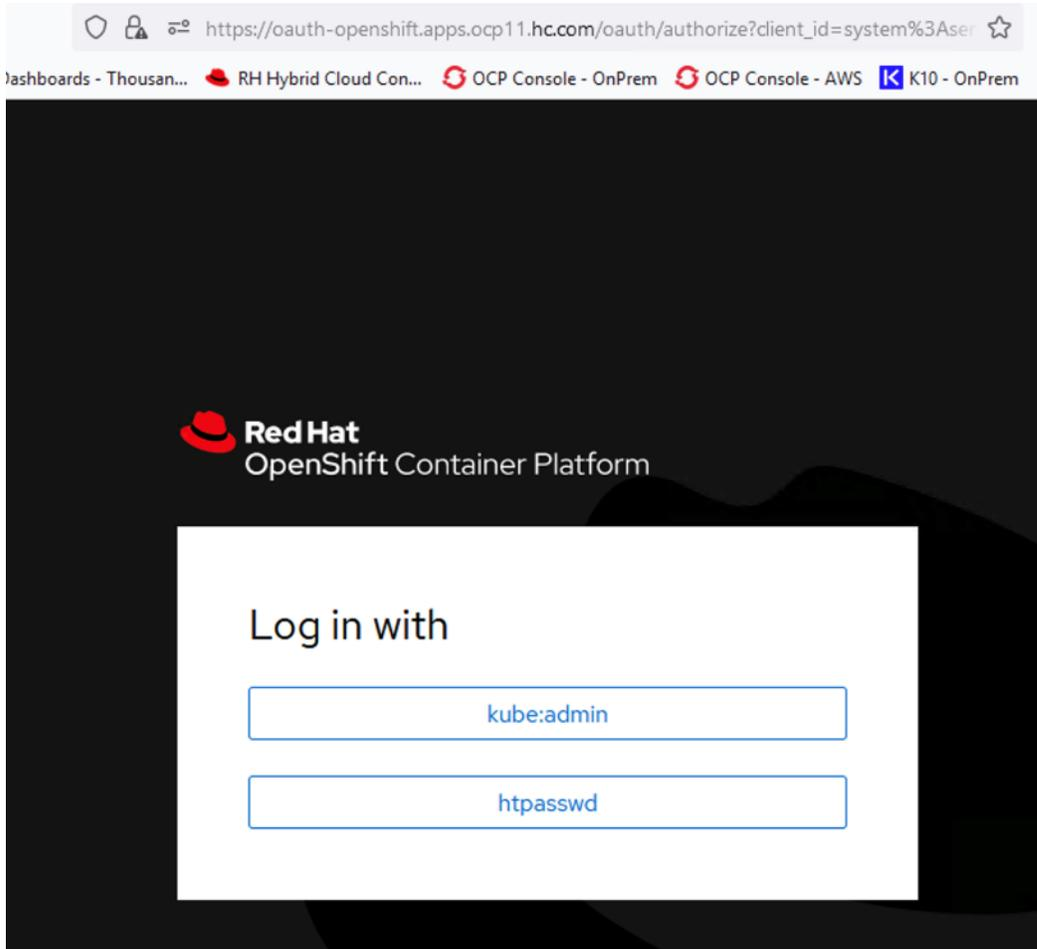 https://oauth-openshift.apps.ocp11.hc.com/oauth/authorize?client_id=system%3Aser
Dashboards - Thousan... RH Hybrid Cloud Con... OCP Console - OnPrem OCP Console - AWS K10 - OnPrem
Red Hat
OpenShift Container Platform
Log in with
kube:admin
htpasswd